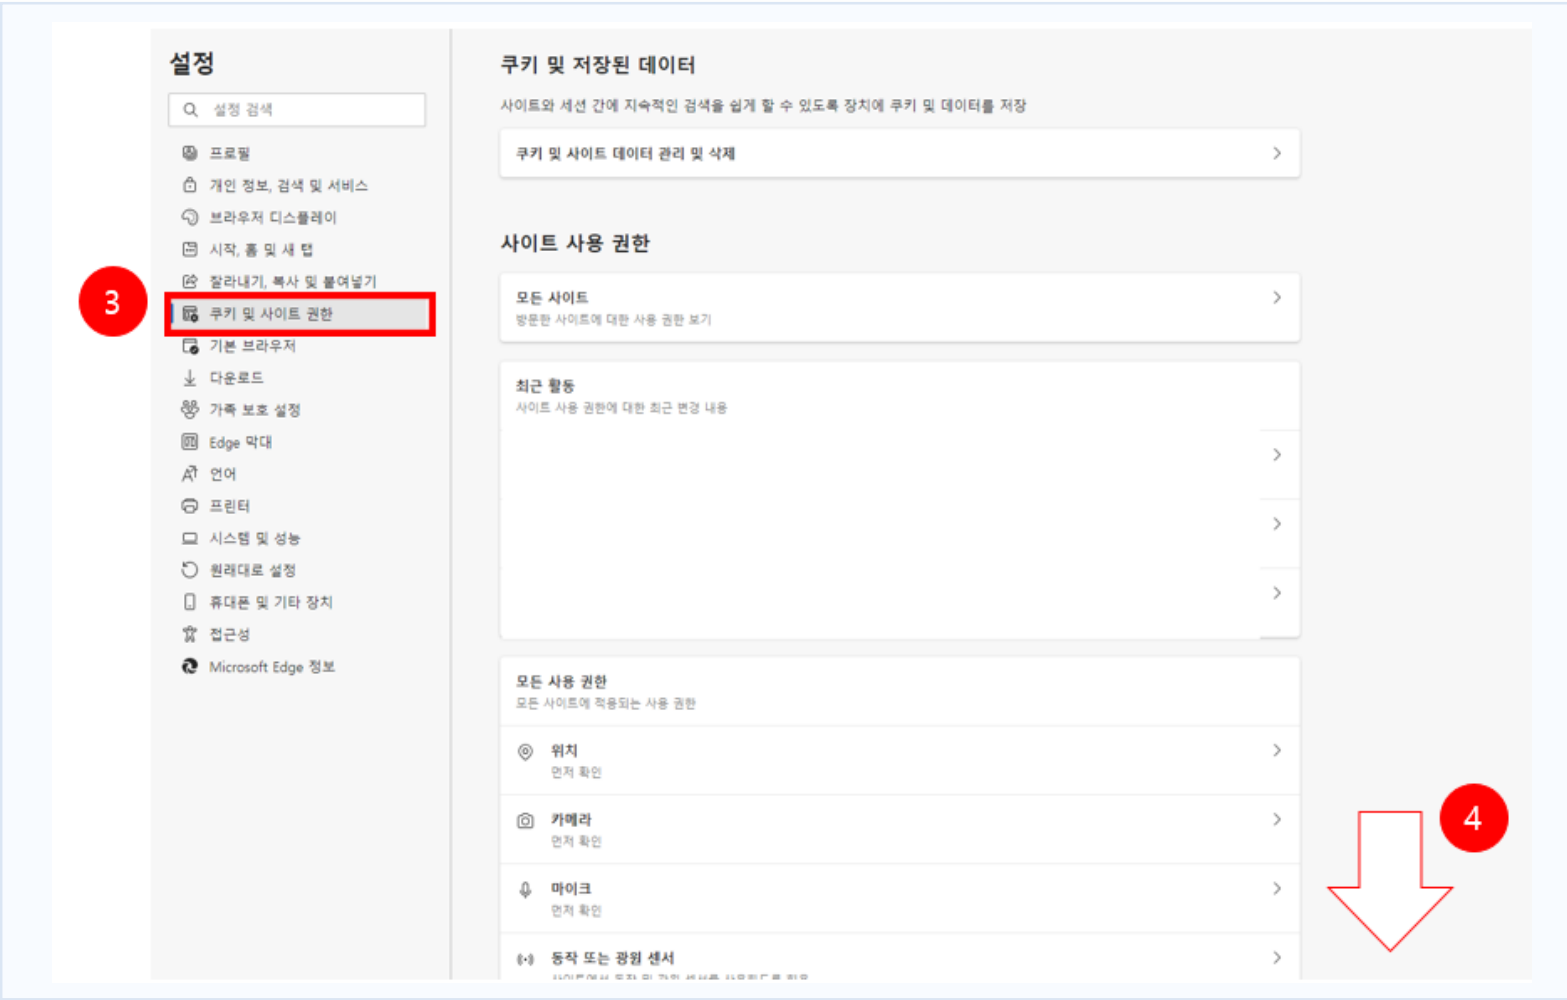 설정
설정 검색
프로필
개인 정보, 검색 및 서비스
브라우저 디스플레이
시작, 홈 및 새 탭
잘라내기, 복사 및 붙여넣기
3
쿠키 및 사이트 권한
기본 브라우저
다운로드
가족 보호 설정
Edge 막대
언어
프린터
시스템 및 성능
원래대로 설정
휴대폰 및 기타 장치
접근성
Microsoft Edge 정보
쿠키 및 저장된 데이터
사이트와 세션 간에 지속적인 검색을 쉽게 할 수 있도록 장치에 쿠키 및 데이터를 저장
쿠키 및 사이트 데이터 관리 및 삭제
사이트 사용 권한
모든 사이트
방문한 사이트에 대한 사용 권한 보기
최근 활동
사이트 사용 권한에 대한 최근 변경 내용
모든 사용 권한
모든 사이트에 적용되는 사용 권한
위치
먼저 확인
카메라
먼저 확인
마이크
먼저 확인
동작 또는 광원 센서
4